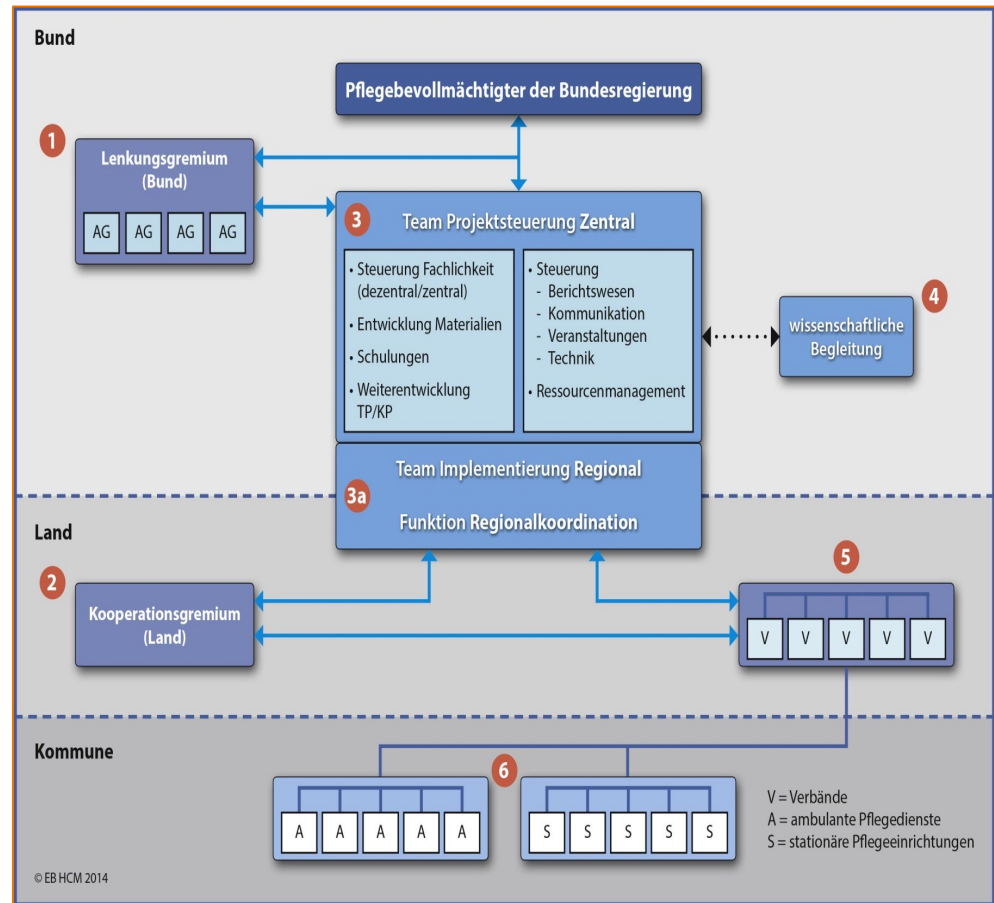 Bund
Pflegebevollmächtigter der Bundesregierung
1
Lenkungsgremium
(Bund)
AG AG AG AG
3
Team Projektsteuerung Zentral
• Steuerung Fachlichkeit
(dezentral/zentral)
• Entwicklung Materialien
• Schulungen
• Weiterentwicklung
TP/KP
• Steuerung
- Berichtswesen
- Kommunikation
- Veranstaltungen
- Technik
• Ressourcenmanagement
4
wissenschaftliche
Begleitung
Team Implementierung Regional
3a
Funktion Regionalkoordination
Land
2
Kooperationsgremium
(Land)
5
V V V V V
Kommune
6
A A A A A
S S S S S
V = Verbände
A = ambulante Pflegedienste
S = stationäre Pflegeeinrichtungen
© EB HCM 2014